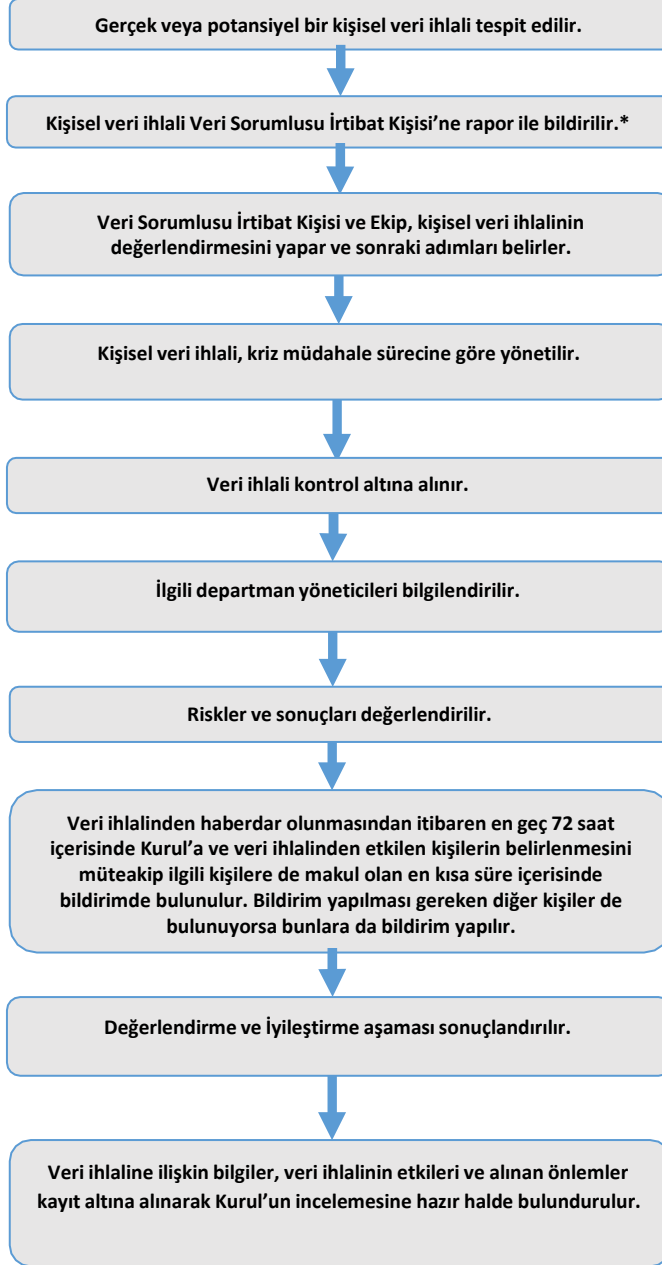 Gerçek veya potansiyel bir kişisel veri ihlali tespit edilir.
Kişisel veri ihlali Veri Sorumlusu İrtibat Kişisi’ne rapor ile bildirilir.*
Veri Sorumlusu İrtibat Kişisi ve Ekip, kişisel veri ihlalinin
değerlendirmesini yapar ve sonraki adımları belirler.
Kişisel veri ihlali, kriz müdahale sürecine göre yönetilir.
Veri ihlali kontrol altına alınır.
İlgili departman yöneticileri bilgilendirilir.
Riskler ve sonuçları değerlendirilir.
Veri ihlalinden haberdar olunmasından itibaren en geç 72 saat
içerisinde Kurul’a ve veri ihlalinden etkilen kişilerin belirlenmesini
müteakip ilgili kişilere de makul olan en kısa süre içerisinde
bildirimde bulunulur. Bildirim yapılması gereken diğer kişiler de
bulunuyorsa bunlara da bildirim yapılır.
Değerlendirme ve İyileştirme aşaması sonuçlandırılır.
Veri ihlaline ilişkin bilgiler, veri ihlalinin etkileri ve alınan önlemler
kayıt altına alınarak Kurul’un incelemesine hazır halde bulundurulur.